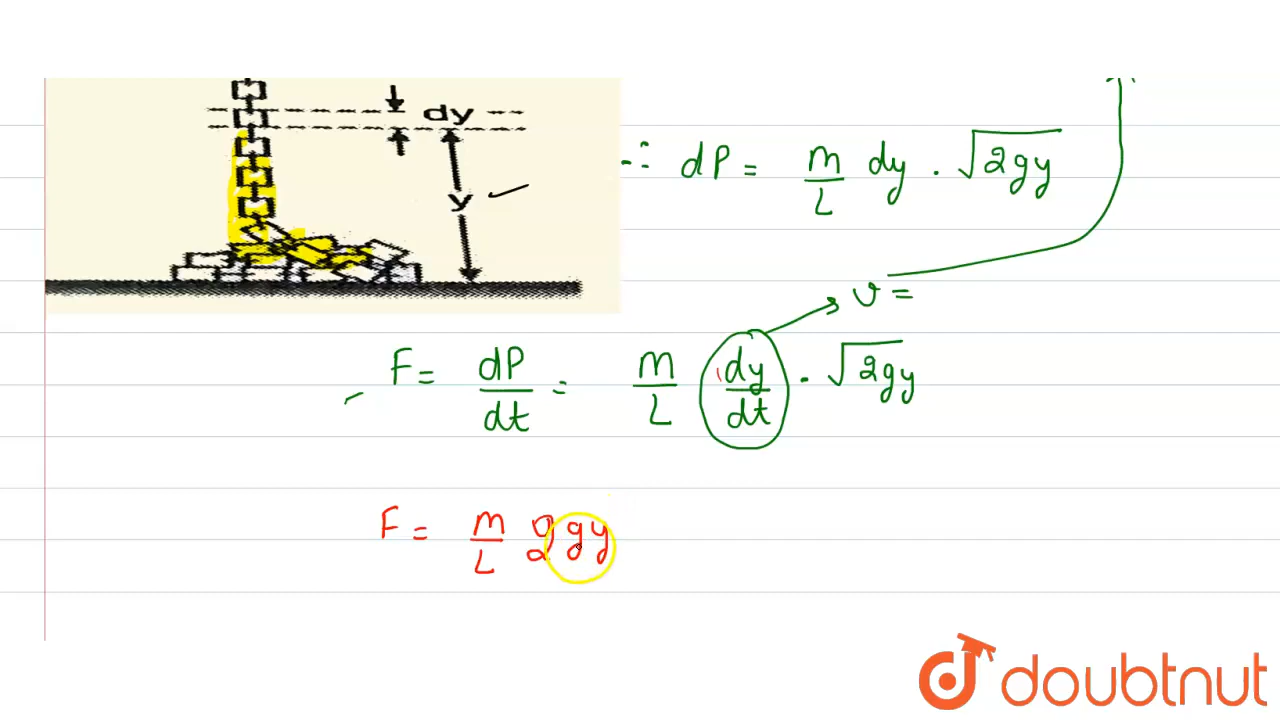 dy
∴ dP = m/L dy · √2gy
y
v =
F = dP/dt = m/L dy/dt · √2gy
F = m/L 2gy
doubtnut